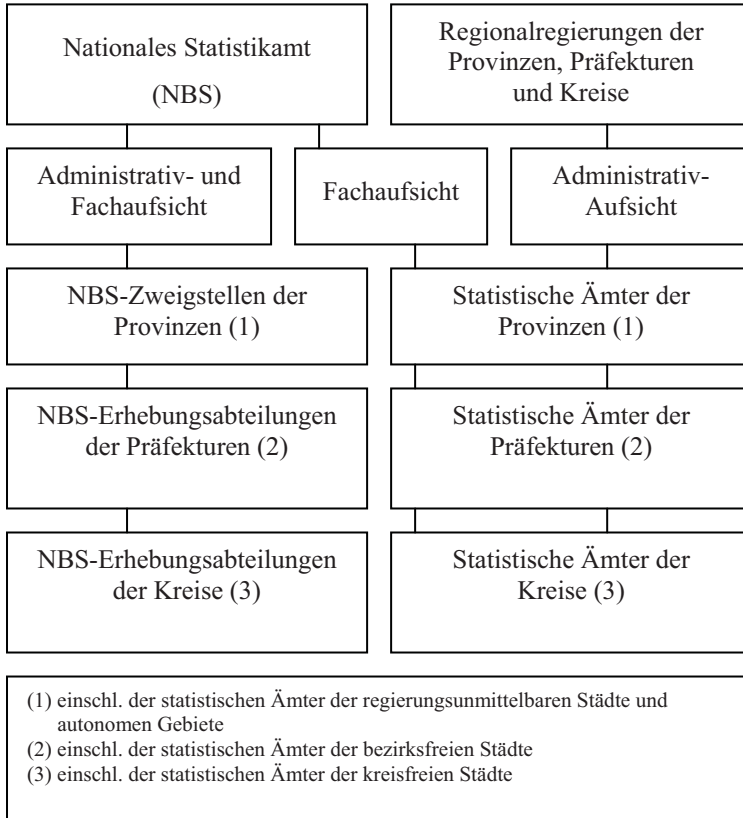 Nationales Statistikamt
(NBS)
Regionalregierungen der
Provinzen, Präfekturen
und Kreise
Administrativ- und
Fachaufsicht
Fachaufsicht
Administrativ-
Aufsicht
NBS-Zweigstellen der
Provinzen (1)
Statistische Ämter der
Provinzen (1)
NBS-Erhebungsabteilungen
der Präfekturen (2)
Statistische Ämter der
Präfekturen (2)
NBS-Erhebungsabteilungen
der Kreise (3)
Statistische Ämter der
Kreise (3)
(1) einschl. der statistischen Ämter der regierungsunmittelbaren Städte und
autonomen Gebiete
(2) einschl. der statistischen Ämter der bezirksfreien Städte
(3) einschl. der statistischen Ämter der kreisfreien Städte